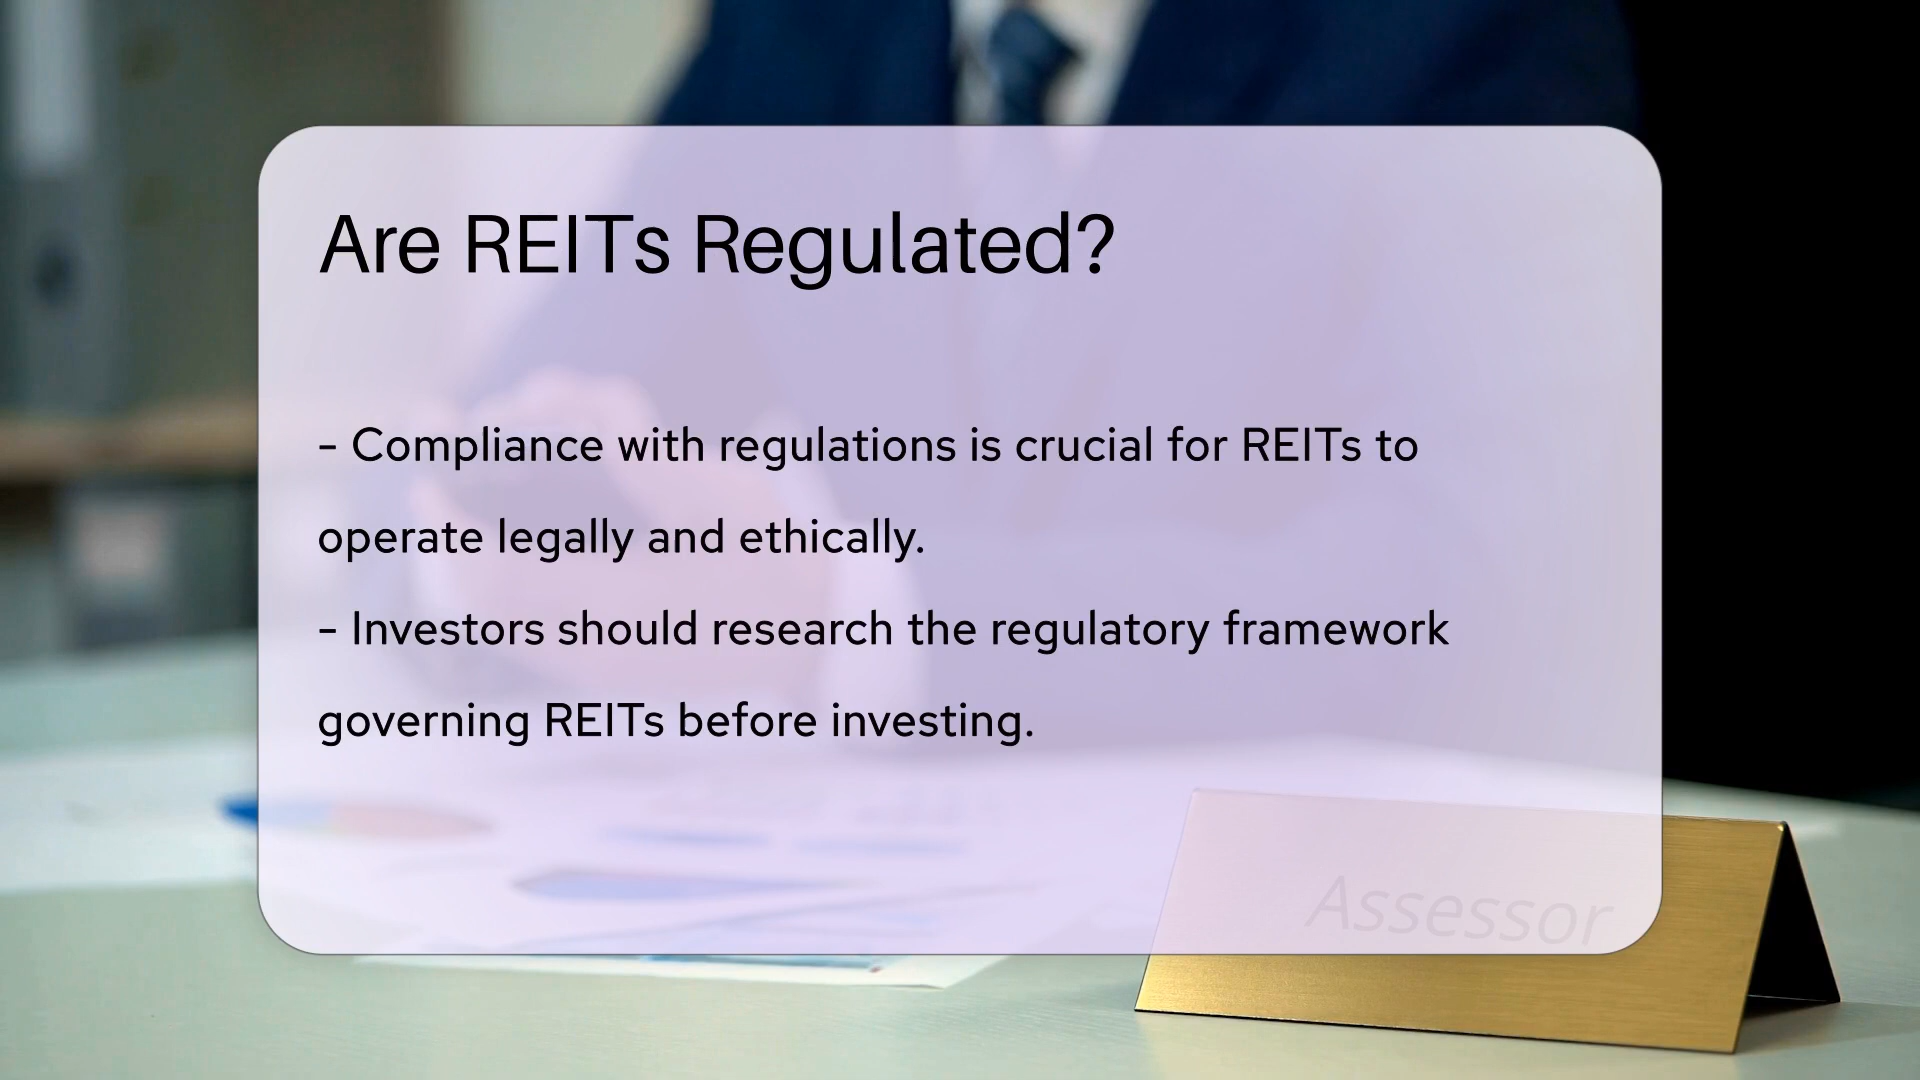 Are REITs Regulated?
- Compliance with regulations is crucial for REITs to
operate legally and ethically.
- Investors should research the regulatory framework
governing REITs before investing.
Assessor